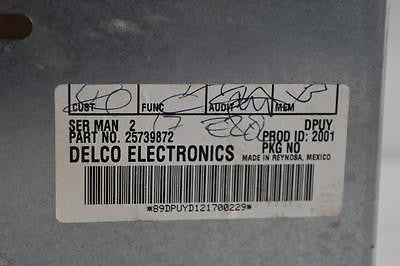 CUST FUNC AUDIT MEM
SER MAN 2 DPUY
PART NO. 25739872 PROD ID: 2001
PKG NO
DELCO ELECTRONICS MADE IN REYNOSA, MEXICO
*89DPUYD121700229*